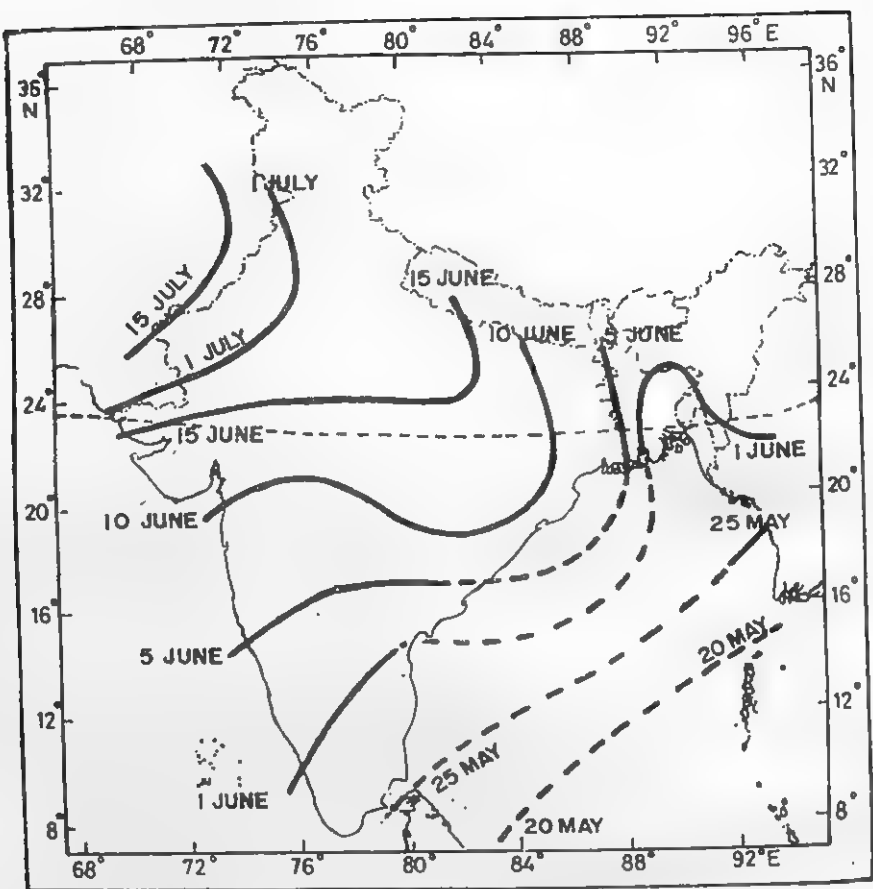 68° 72° 76° 80° 84° 88° 92° 96° E
36° N 36° N
1 JULY
32° 32°
15 JULY 15 JUNE
28° 28°
10 JUNE 5 JUNE
1 JULY
24° 24°
15 JUNE 1 JUNE
20° 10 JUNE 25 MAY 20°
16° 16°
5 JUNE 20 MAY
12° 12°
25 MAY
1 JUNE
8° 20 MAY 8°
68° 72° 76° 80° 84° 88° 92° E